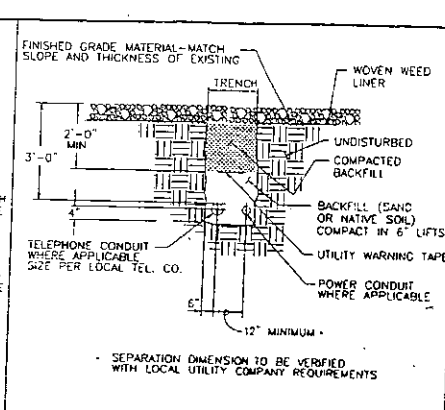 FINISHED GRADE MATERIAL-MATCH
SLOPE AND THICKNESS OF EXISTING
TRENCH
WOVEN WEED
LINER
2'-0"
MIN
3'-0"
4"
UNDISTURBED
COMPACTED
BACKFILL
BACKFILL (SAND
OR NATIVE SOIL)
COMPACT IN 6" LIFTS
UTILITY WARNING TAPE
TELEPHONE CONDUIT
WHERE APPLICABLE
SIZE PER LOCAL TEL. CO.
POWER CONDUIT
WHERE APPLICABLE
6"
12" MINIMUM •
• SEPARATION DIMENSION TO BE VERIFIED
WITH LOCAL UTILITY COMPANY REQUIREMENTS